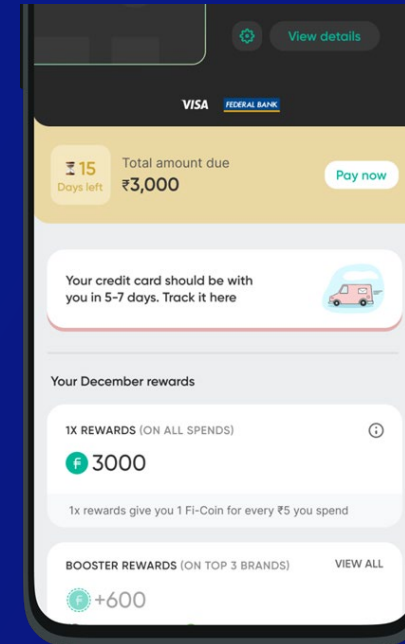 View details
VISA FEDERAL BANK
15
Days left
Total amount due
₹3,000
Pay now
Your credit card should be with
you in 5-7 days. Track it here
Your December rewards
1X REWARDS (ON ALL SPENDS)
3000
1x rewards give you 1 Fi-Coin for every ₹5 you spend
BOOSTER REWARDS (ON TOP 3 BRANDS)
VIEW ALL
+600